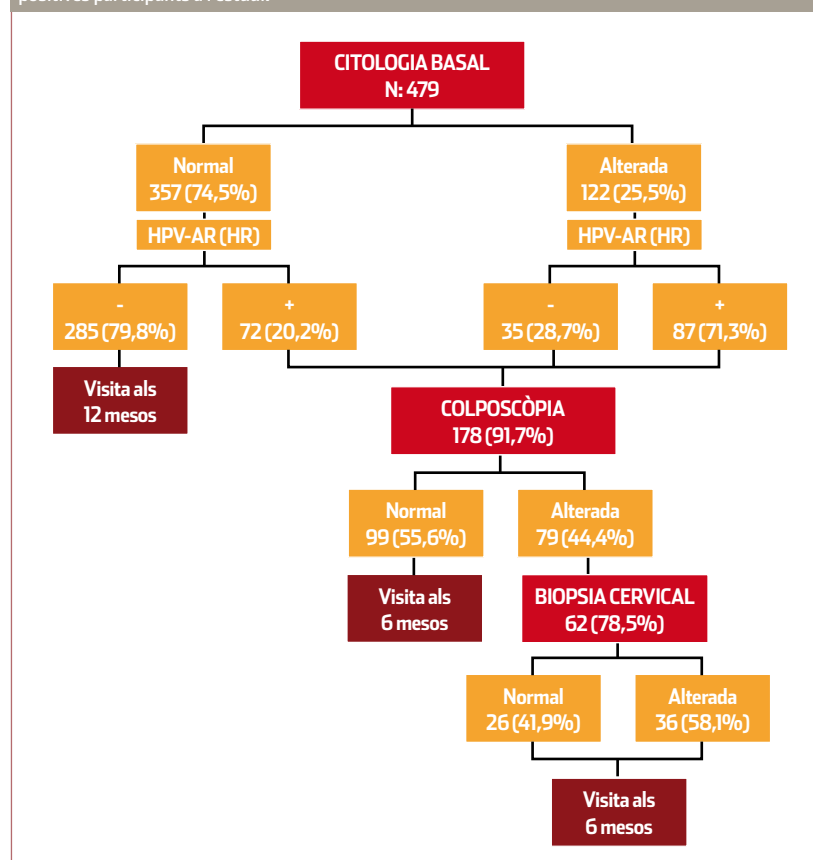 CITOLOGIA BASAL
N: 479
Normal
357 (74,5%)
Alterada
122 (25,5%)
HPV-AR (HR)
HPV-AR (HR)
-
285 (79,8%)
+
72 (20,2%)
-
35 (28,7%)
+
87 (71,3%)
Visita als
12 mesos
COLPOSCÒPIA
178 (91,7%)
Normal
99 (55,6%)
Alterada
79 (44,4%)
Visita als
6 mesos
BIOPSIA CERVICAL
62 (78,5%)
Normal
26 (41,9%)
Alterada
36 (58,1%)
Visita als
6 mesos